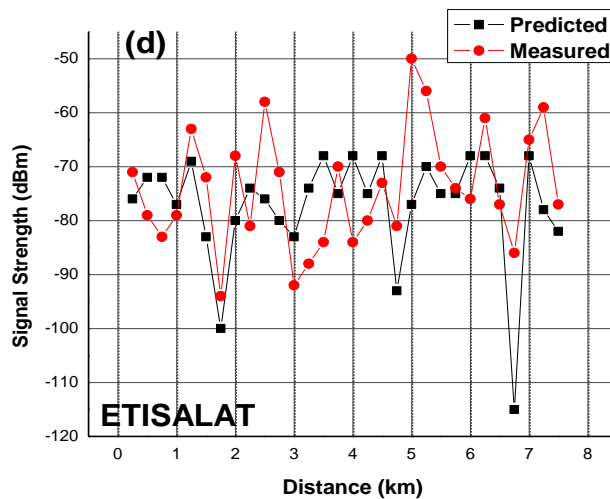 (d)
Predicted
Measured
Signal Strength (dBm)
-50
-60
-70
-80
-90
-100
-110
-120
ETISALAT
0 1 2 3 4 5 6 7 8
Distance (km)